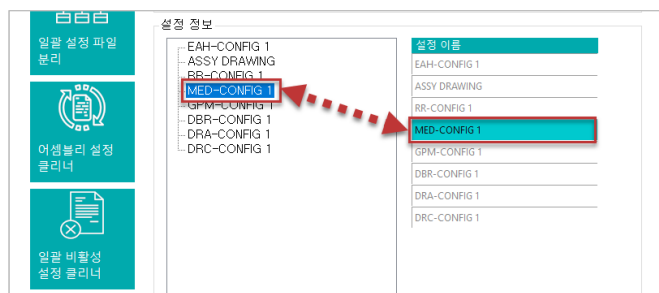 일괄 설정 파일
분리
어셈블리 설정
클리너
일괄 비활성
설정 클리너
설정 정보
EAH-CONFIG 1
ASSY DRAWING
RR-CONFIG 1
MED-CONFIG 1
GPM-CONFIG 1
DBR-CONFIG 1
DRA-CONFIG 1
DRC-CONFIG 1
설정 이름
EAH-CONFIG 1
ASSY DRAWING
RR-CONFIG 1
MED-CONFIG 1
GPM-CONFIG 1
DBR-CONFIG 1
DRA-CONFIG 1
DRC-CONFIG 1